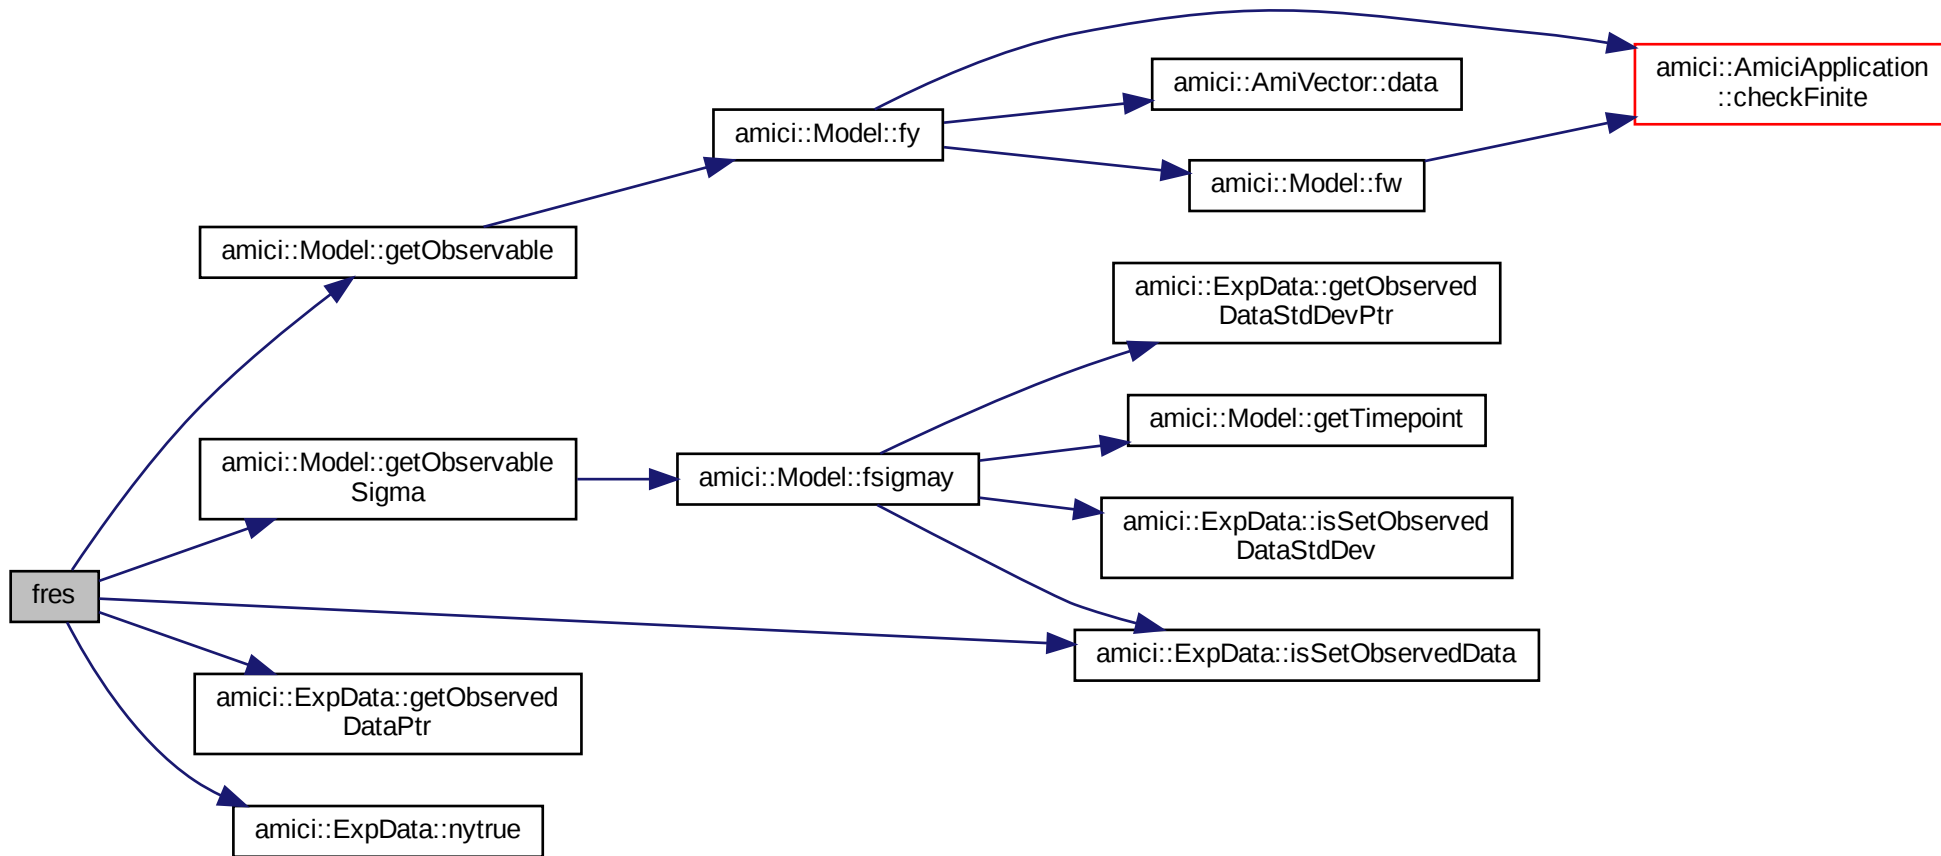 fres
amici::Model::getObservable
amici::Model::fy
amici::AmiVector::data
amici::AmiciApplication
::checkFinite
amici::Model::fw
amici::Model::getObservable
Sigma
amici::Model::fsigmay
amici::ExpData::getObserved
DataStdDevPtr
amici::Model::getTimepoint
amici::ExpData::isSetObserved
DataStdDev
amici::ExpData::isSetObservedData
amici::ExpData::getObserved
DataPtr
amici::ExpData::nytrue